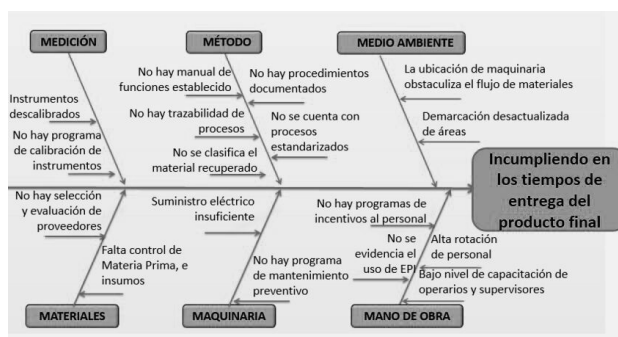 MEDICIÓN
MÉTODO
MEDIO AMBIENTE
Instrumentos
descalibrados
No hay programa
de calibración de
instrumentos
No hay manual de
funciones establecido
No hay trazabilidad de
procesos
No se clasifica el
material recuperado
No hay procedimientos
documentados
No se cuenta con
procesos
estandarizados
La ubicación de maquinaria
obstaculiza el flujo de materiales
Demarcación desactualizada
de áreas
Incumpliendo en
los tiempos de
entrega del
producto final
No hay selección
y evaluación de
proveedores
Falta control de
Materia Prima, e
insumos
Suministro eléctrico
insuficiente
No hay programa
de mantenimiento
preventivo
No hay programas de
incentivos al personal
No se
evidencia el
uso de EPI
Alta rotación
de personal
Bajo nivel de capacitación de
operarios y supervisores
MATERIALES
MAQUINARIA
MANO DE OBRA